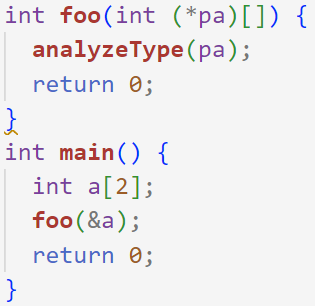 int foo(int (*pa)[]) {
analyzeType(pa);
return 0;
}
int main() {
int a[2];
foo(&a);
return 0;
}